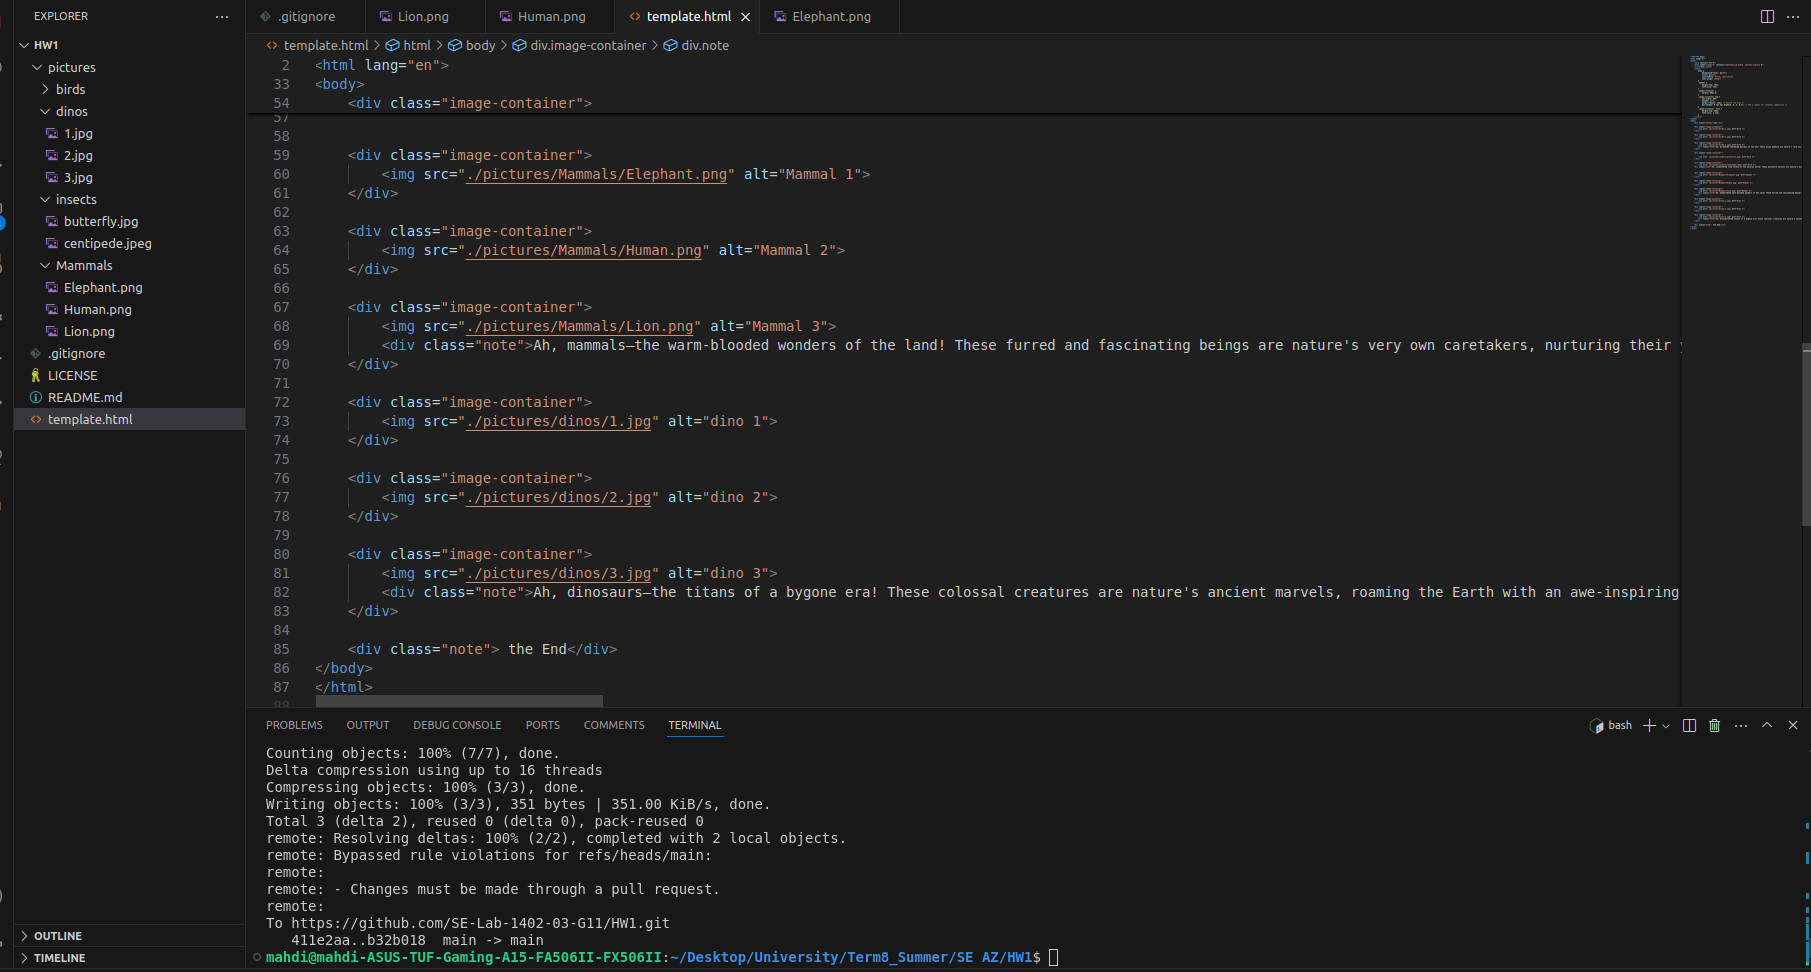 EXPLORER
HW1
pictures
birds
dinos
1.jpg
2.jpg
3.jpg
insects
butterfly.jpg
centipede.jpeg
Mammals
Elephant.png
Human.png
Lion.png
.gitignore
LICENSE
README.md
template.html
OUTLINE
TIMELINE
.gitignore Lion.png Human.png template.html Elephant.png
template.html > html > body > div.image-container > div.note
2 <html lang="en">
33 <body>
54 <div class="image-container">
57
58
59 <div class="image-container">
60 <img src="./pictures/Mammals/Elephant.png" alt="Mammal 1">
61 </div>
62
63 <div class="image-container">
64 <img src="./pictures/Mammals/Human.png" alt="Mammal 2">
65 </div>
66
67 <div class="image-container">
68 <img src="./pictures/Mammals/Lion.png" alt="Mammal 3">
69 <div class="note">Ah, mammals—the warm-blooded wonders of the land! These furred and fascinating beings are nature's very own caretakers, nurturing their
70 </div>
71
72 <div class="image-container">
73 <img src="./pictures/dinos/1.jpg" alt="dino 1">
74 </div>
75
76 <div class="image-container">
77 <img src="./pictures/dinos/2.jpg" alt="dino 2">
78 </div>
79
80 <div class="image-container">
81 <img src="./pictures/dinos/3.jpg" alt="dino 3">
82 <div class="note">Ah, dinosaurs—the titans of a bygone era! These colossal creatures are nature's ancient marvels, roaming the Earth with an awe-inspiring
83 </div>
84
85 <div class="note"> the End</div>
86 </body>
87 </html>
88
PROBLEMS OUTPUT DEBUG CONSOLE PORTS COMMENTS TERMINAL bash
Counting objects: 100% (7/7), done.
Delta compression using up to 16 threads
Compressing objects: 100% (3/3), done.
Writing objects: 100% (3/3), 351 bytes | 351.00 KiB/s, done.
Total 3 (delta 2), reused 0 (delta 0), pack-reused 0
remote: Resolving deltas: 100% (2/2), completed with 2 local objects.
remote: Bypassed rule violations for refs/heads/main:
remote:
remote: - Changes must be made through a pull request.
remote:
To https://github.com/SE-Lab-1402-03-G11/HW1.git
411e2aa..b32b018 main -> main
mahdi@mahdi-ASUS-TUF-Gaming-A15-FA506II-FX506II:~/Desktop/University/Term8_Summer/SE AZ/HW1$